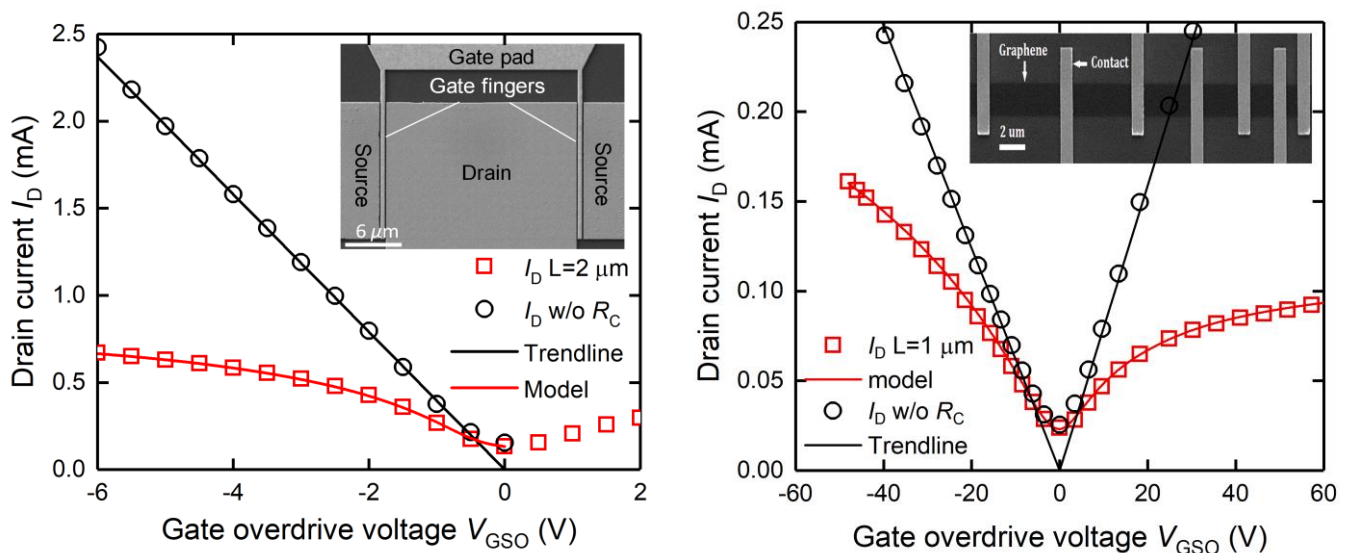 Drain current I_D (mA)
2.5
2.0
1.5
1.0
0.5
0.0
-6
-4
-2
0
2
Gate overdrive voltage V_GSO (V)
Gate pad
Gate fingers
Source
Drain
Source
6 μm
I_D L=2 μm
I_D w/o R_C
Trendline
Model
Drain current I_D (mA)
0.25
0.20
0.15
0.10
0.05
0.00
-60
-40
-20
0
20
40
60
Gate overdrive voltage V_GSO (V)
Graphene
Contact
2 um
I_D L=1 μm
model
I_D w/o R_C
Trendline